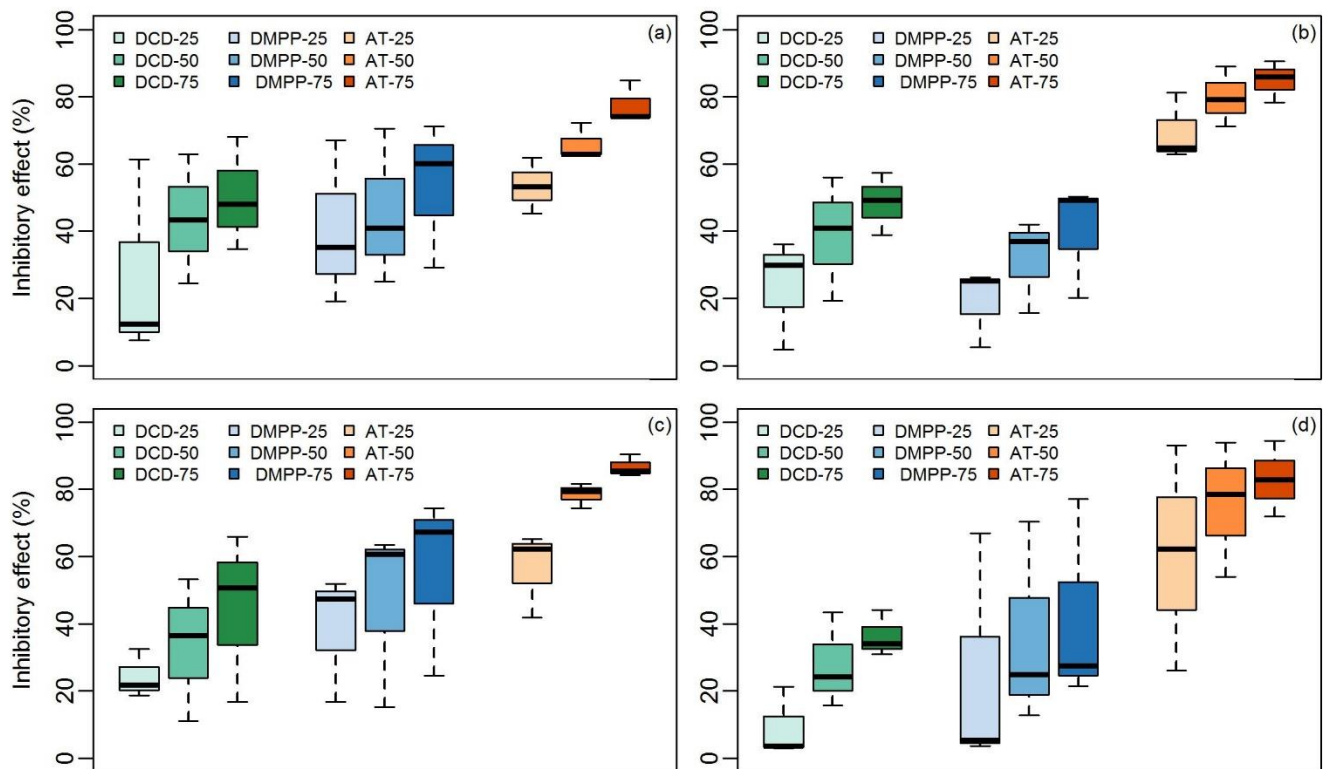 Inhibitory effect (%)
100
80
60
40
20
0
DCD-25 DMPP-25 AT-25
DCD-50 DMPP-50 AT-50
DCD-75 DMPP-75 AT-75
(a)
DCD-25 DMPP-25 AT-25
DCD-50 DMPP-50 AT-50
DCD-75 DMPP-75 AT-75
(b)
100
80
60
40
20
0
Inhibitory effect (%)
100
80
60
40
20
0
DCD-25 DMPP-25 AT-25
DCD-50 DMPP-50 AT-50
DCD-75 DMPP-75 AT-75
(c)
DCD-25 DMPP-25 AT-25
DCD-50 DMPP-50 AT-50
DCD-75 DMPP-75 AT-75
(d)
100
80
60
40
20
0